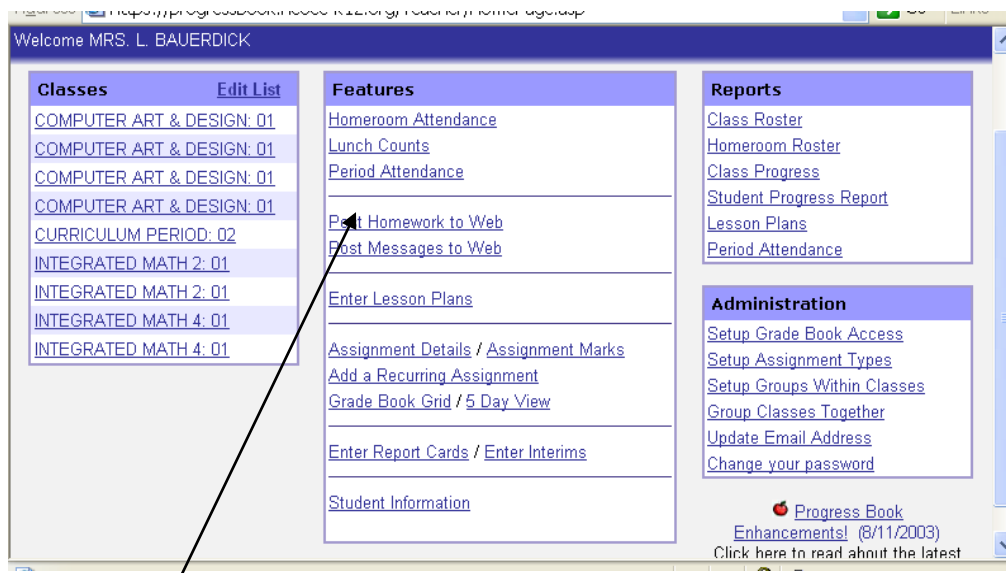 Welcome MRS. L. BAUERDICK
Classes Edit List
COMPUTER ART & DESIGN: 01
COMPUTER ART & DESIGN: 01
COMPUTER ART & DESIGN: 01
COMPUTER ART & DESIGN: 01
CURRICULUM PERIOD: 02
INTEGRATED MATH 2: 01
INTEGRATED MATH 2: 01
INTEGRATED MATH 4: 01
INTEGRATED MATH 4: 01
Features
Homeroom Attendance
Lunch Counts
Period Attendance
Post Homework to Web
Post Messages to Web
Enter Lesson Plans
Assignment Details / Assignment Marks
Add a Recurring Assignment
Grade Book Grid / 5 Day View
Enter Report Cards / Enter Interims
Student Information
Reports
Class Roster
Homeroom Roster
Class Progress
Student Progress Report
Lesson Plans
Period Attendance
Administration
Setup Grade Book Access
Setup Assignment Types
Setup Groups Within Classes
Group Classes Together
Update Email Address
Change your password
Progress Book
Enhancements! (8/11/2003)
Click here to read about the latest